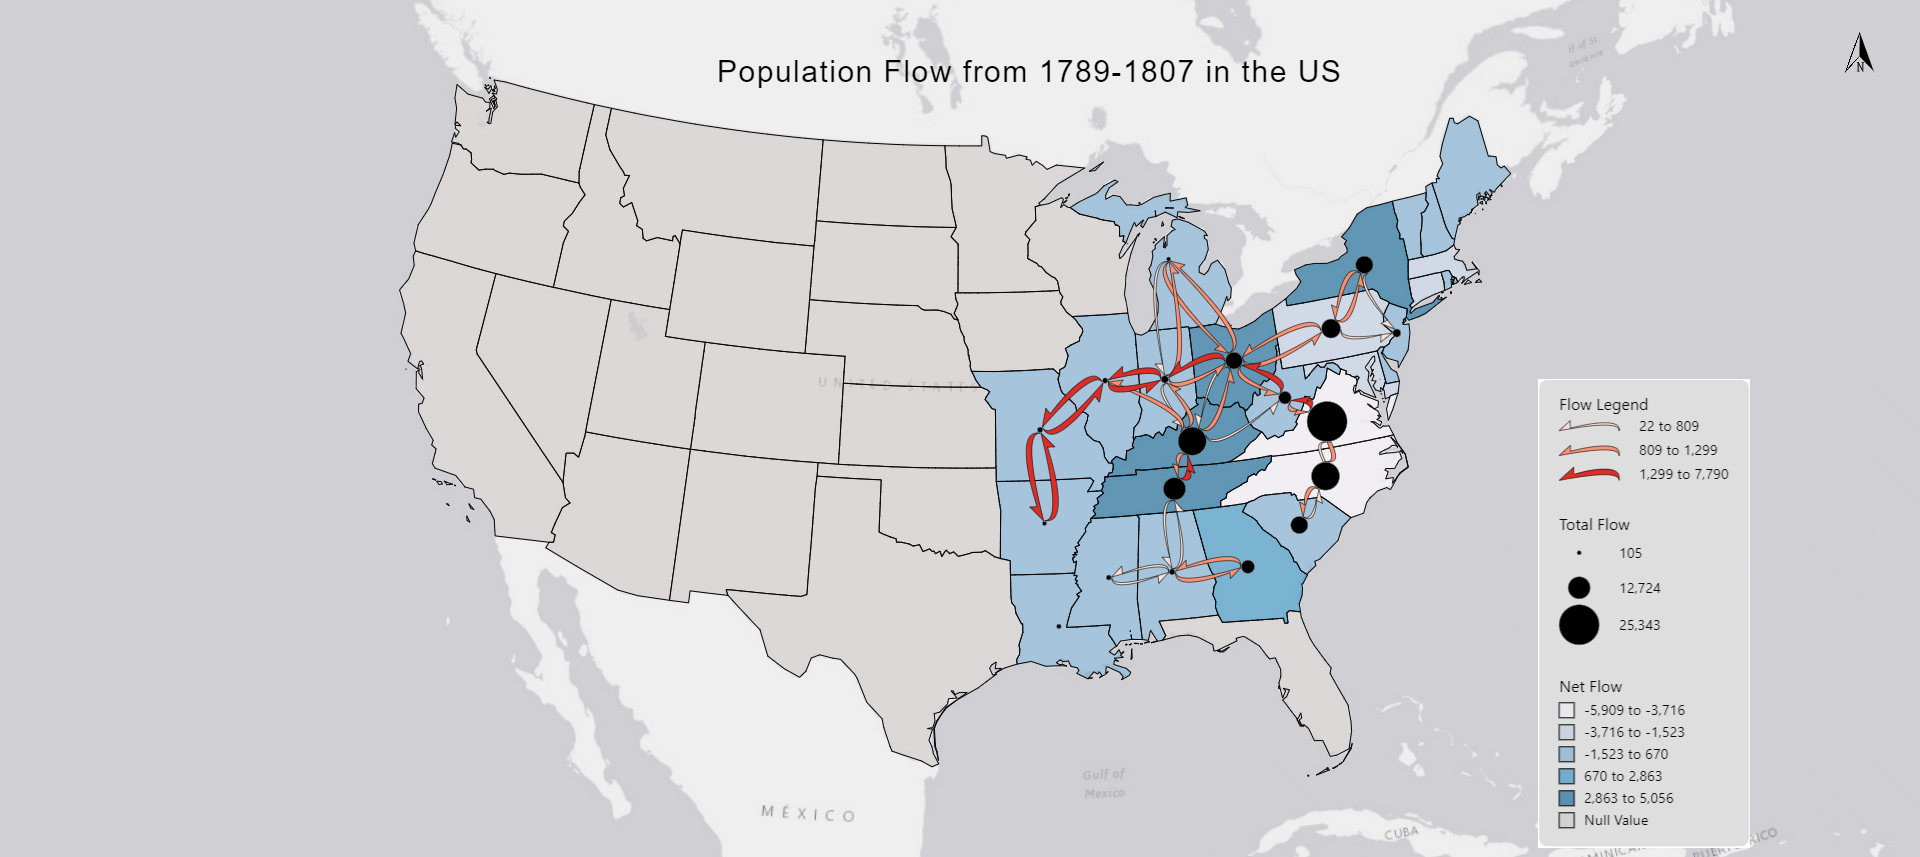 Population Flow from 1789-1807 in the US
N
UNITED STATES
Flow Legend
22 to 809
809 to 1,299
1,299 to 7,790
Total Flow
105
12,724
25,343
Net Flow
-5,909 to -3,716
-3,716 to -1,523
-1,523 to 670
670 to 2,863
2,863 to 5,056
Null Value
Gulf of
Mexico
MÉXICO
CUBA